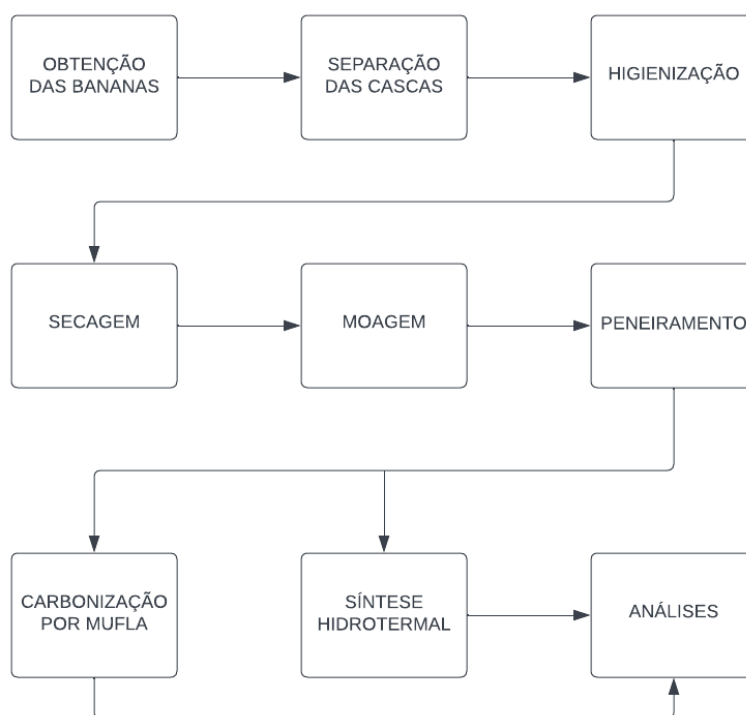 OBTENÇÃO
DAS BANANAS
SEPARAÇÃO
DAS CASCAS
HIGIENIZAÇÃO
SECAGEM
MOAGEM
PENEIRAMENTO
CARBONIZAÇÃO
POR MUFLA
SÍNTESE
HIDROTERMAL
ANÁLISES